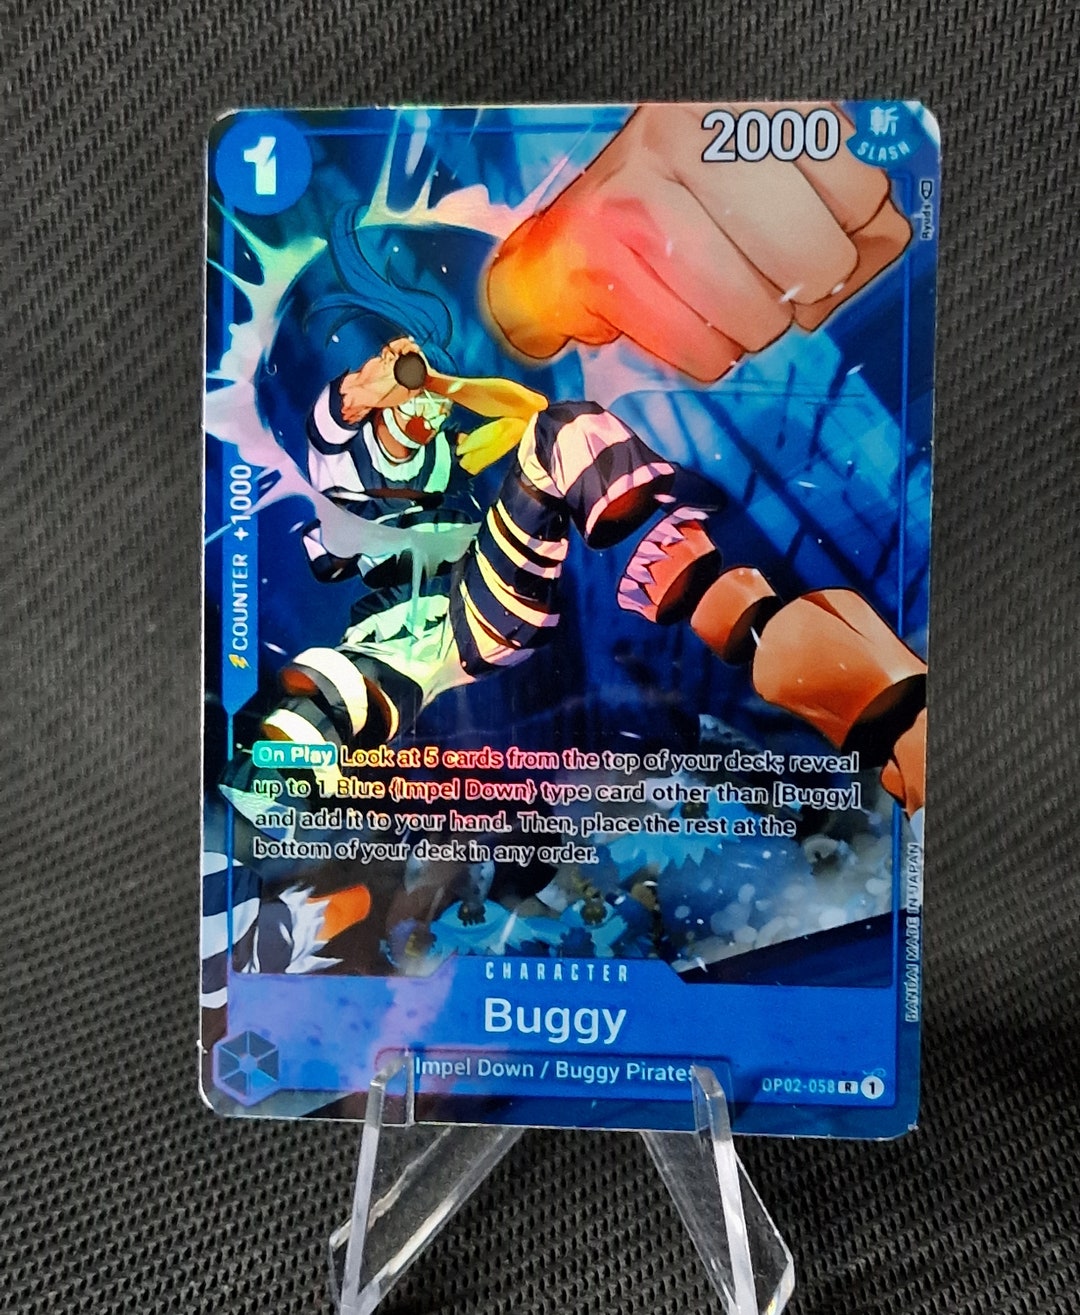 1
2000
斬
SLASH
Ryuda
⚡COUNTER +1000
On Play Look at 5 cards from the top of your deck; reveal
up to 1 Blue {Impel Down} type card other than [Buggy]
and add it to your hand. Then, place the rest at the
bottom of your deck in any order.
BANDAI MADE IN JAPAN
CHARACTER
Buggy
Impel Down / Buggy Pirates
OP02-058 R 1